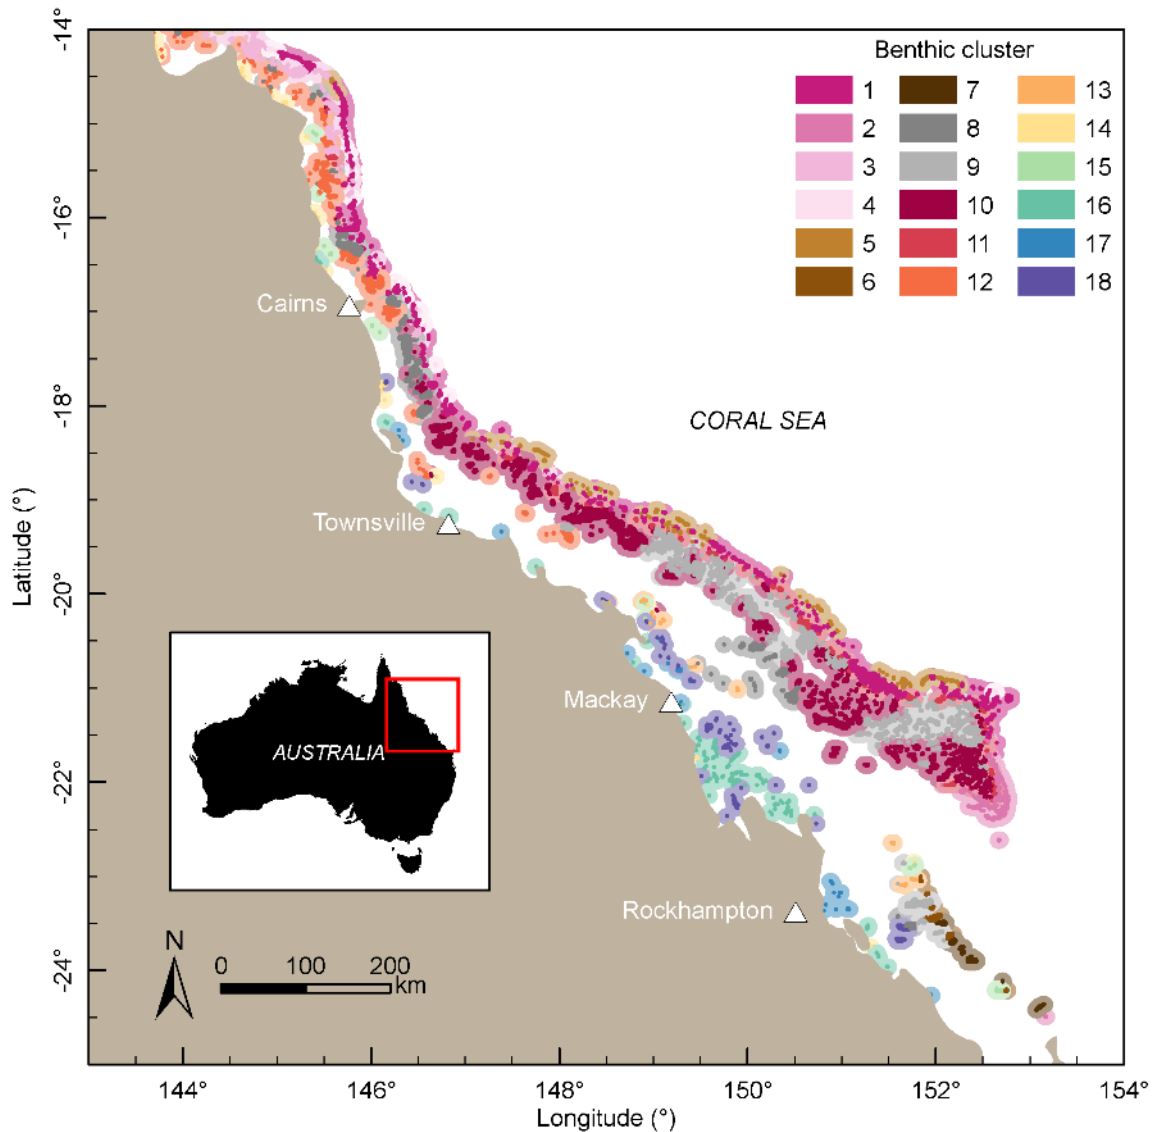 Benthic cluster
1 7 13
2 8 14
3 9 15
4 10 16
5 11 17
6 12 18
-14°
-16°
-18°
-20°
-22°
-24°
Latitude (°)
Cairns
CORAL SEA
Townsville
Mackay
AUSTRALIA
Rockhampton
N
0 100 200
km
144° 146° 148° 150° 152° 154°
Longitude (°)